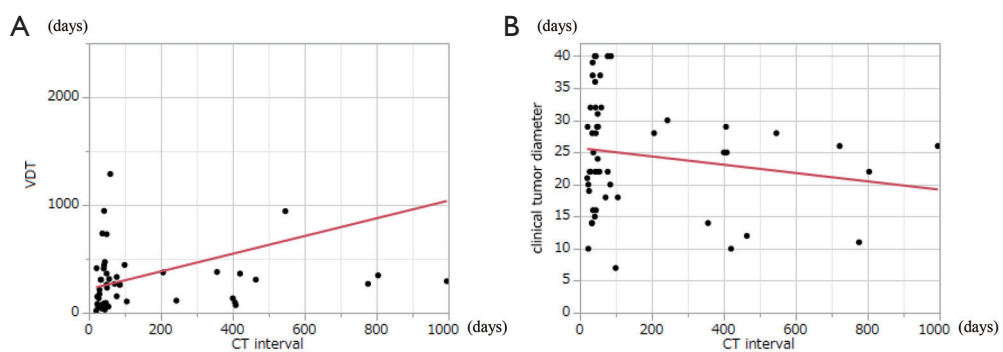 A (days)
2000
1000
0
VDT
0 200 400 600 800 1000 (days)
CT interval
B (days)
40
35
30
25
20
15
10
5
0
clinical tumor diameter
0 200 400 600 800 1000 (days)
CT interval